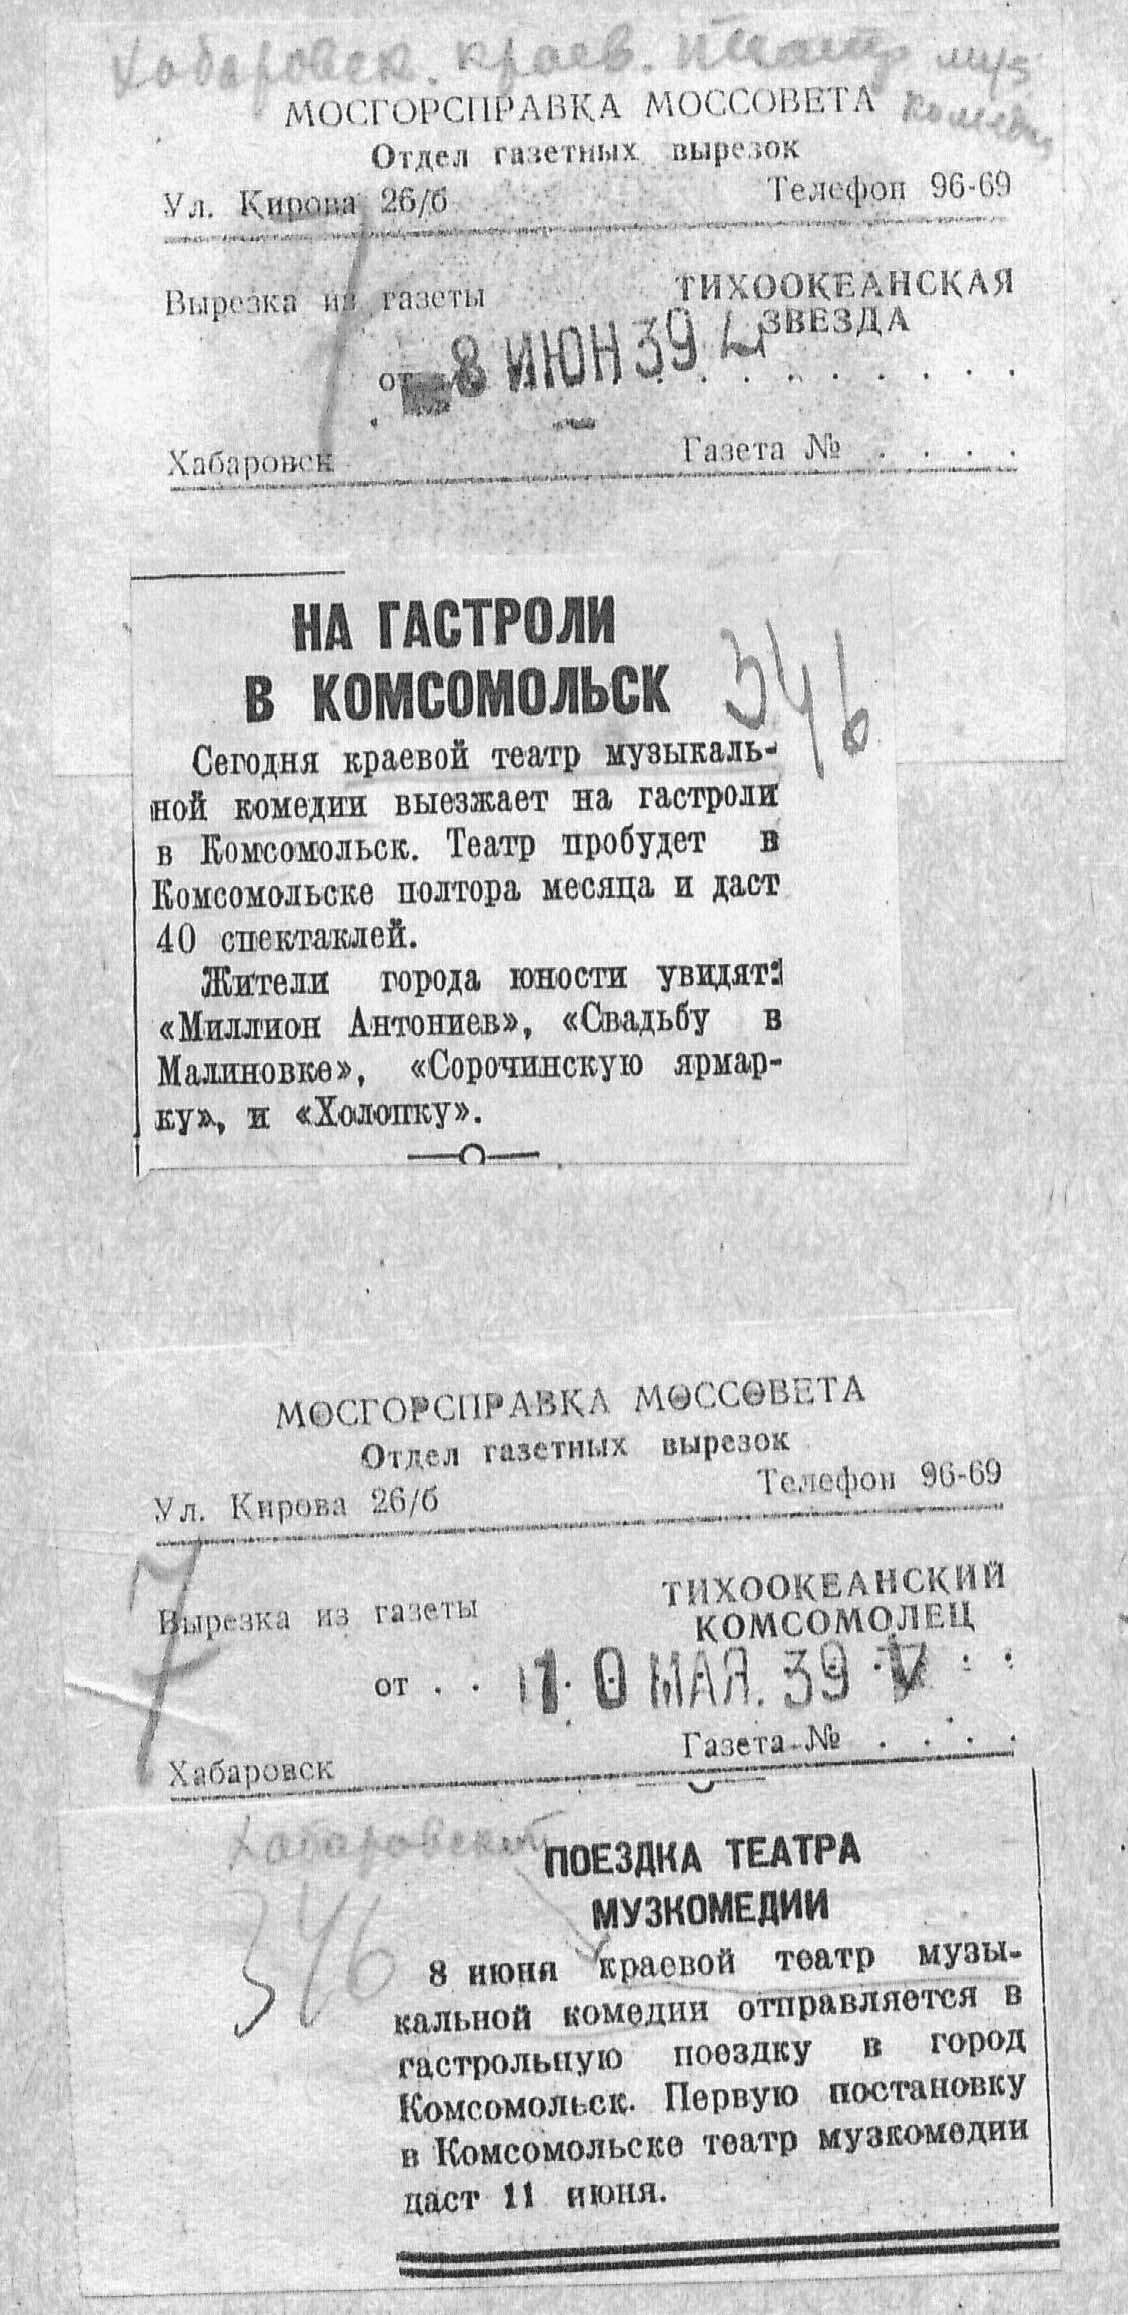 Хабаровск. краев. театр муз
комедии
МОСГОРСПРАВКА МОССОВЕТА
Отдел газетных вырезок
Ул. Кирова 26/б Телефон 96-69
Вырезка из газеты ТИХООКЕАНСКАЯ
ЗВЕЗДА
от -8 ИЮН 39 . . . . . . . .
Хабаровск Газета № . . . .
НА ГАСТРОЛИ
В КОМСОМОЛЬСК
346
Сегодня краевой театр музыкаль-
ной комедии выезжает на гастроли
в Комсомольск. Театр пробудет в
Комсомольске полтора месяца и даст
40 спектаклей.
Жители города юности увидят:
«Миллион Антониев», «Свадьбу в
Малиновке», «Сорочинскую ярмар-
ку», и «Холопку».
МОСГОРСПРАВКА МОССОВЕТА
Отдел газетных вырезок
Ул. Кирова 26/б Телефон 96-69
7
Вырезка из газеты ТИХООКЕАНСКИЙ
КОМСОМОЛЕЦ
от . . 10 МАЯ. 39 . .
Хабаровск Газета № . . . .
Хабаровский
346
ПОЕЗДКА ТЕАТРА
МУЗКОМЕДИИ
8 июня краевой театр музы-
кальной комедии отправляется в
гастрольную поездку в город
Комсомольск. Первую постановку
в Комсомольске театр музкомедии
даст 11 июня.